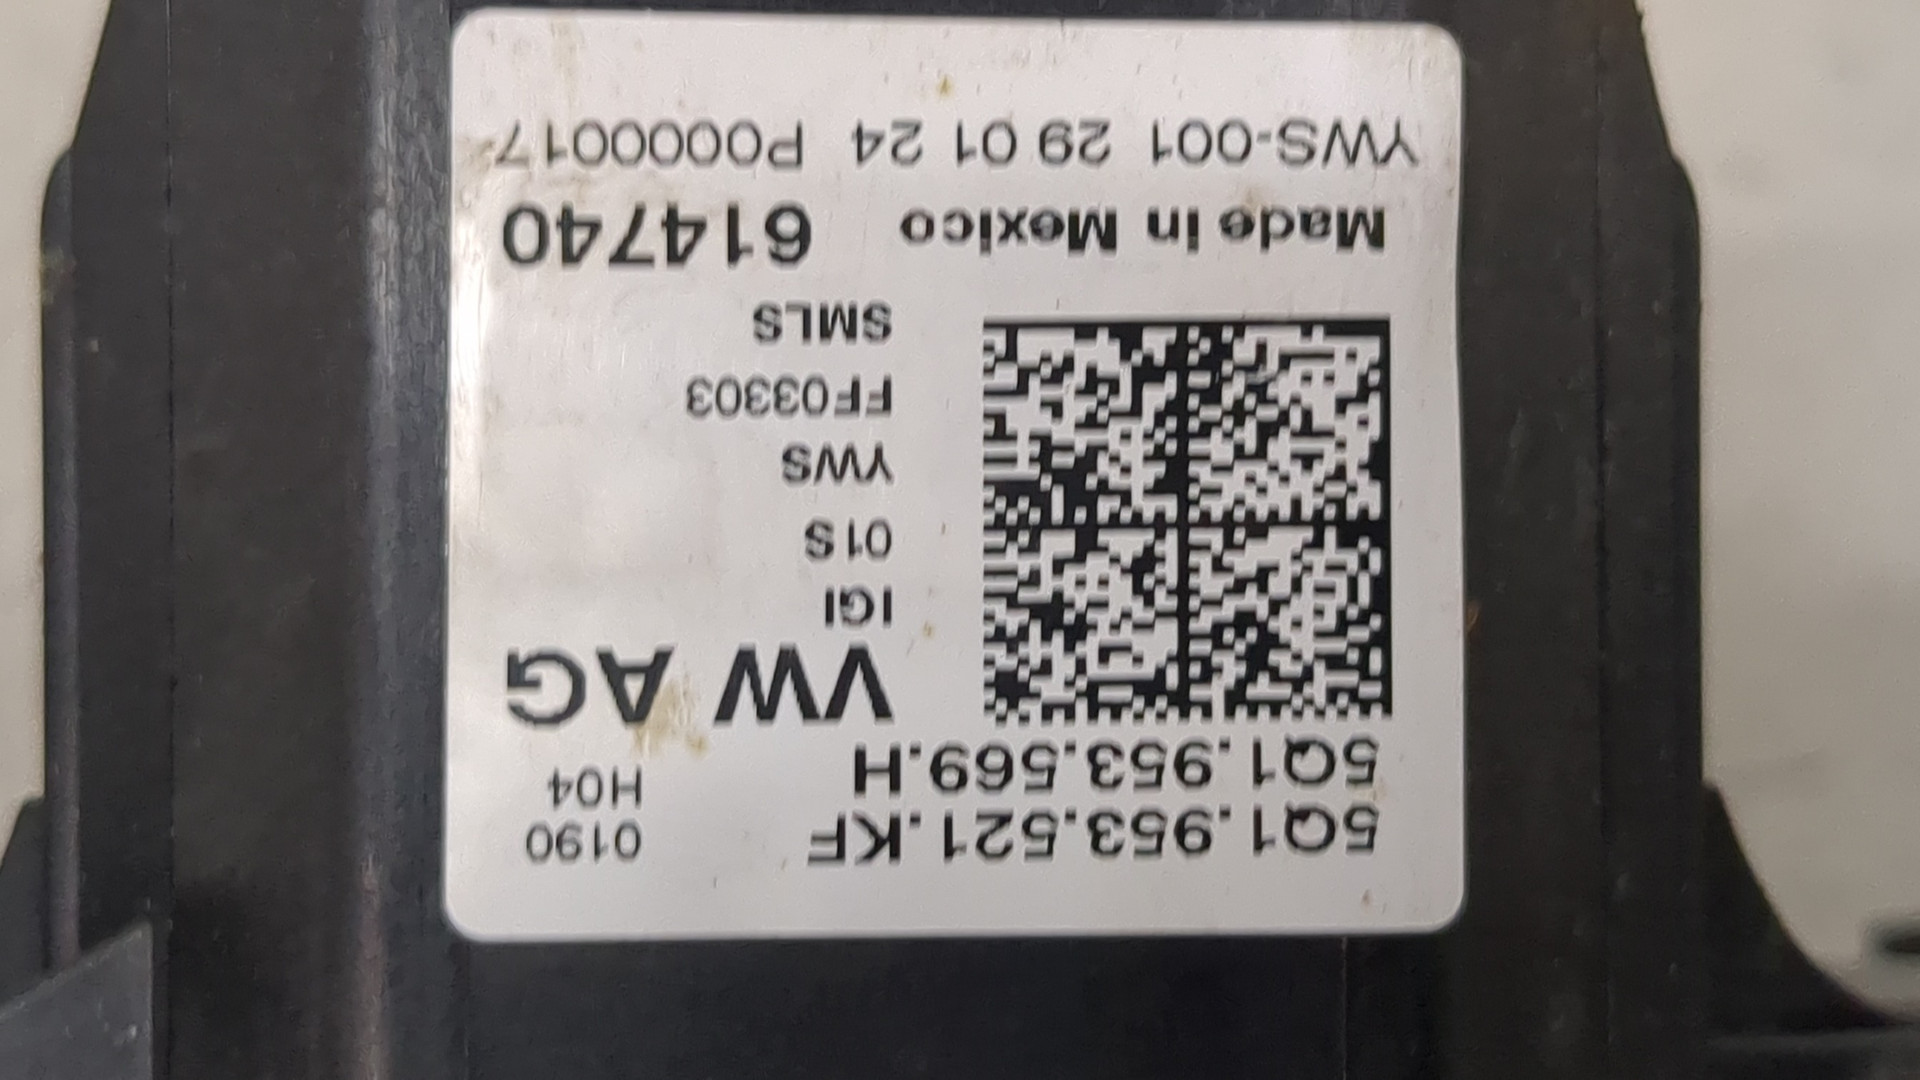 5Q1.953.521.KF 0190
5Q1.953.569.H H04
VW AG
IGI
01S
YWS
FF03303
SMLS
Made in Mexico 614740
YWS-001 29 01 24 P0000017